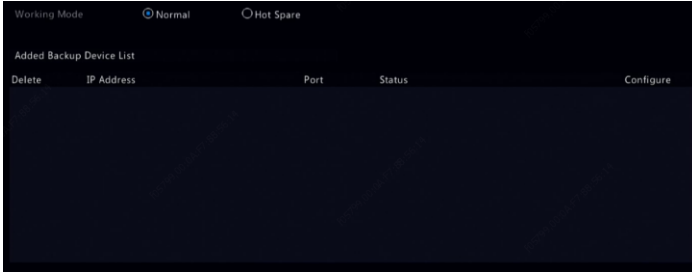 Working Mode Normal Hot Spare
Added Backup Device List
Delete IP Address Port Status Configure